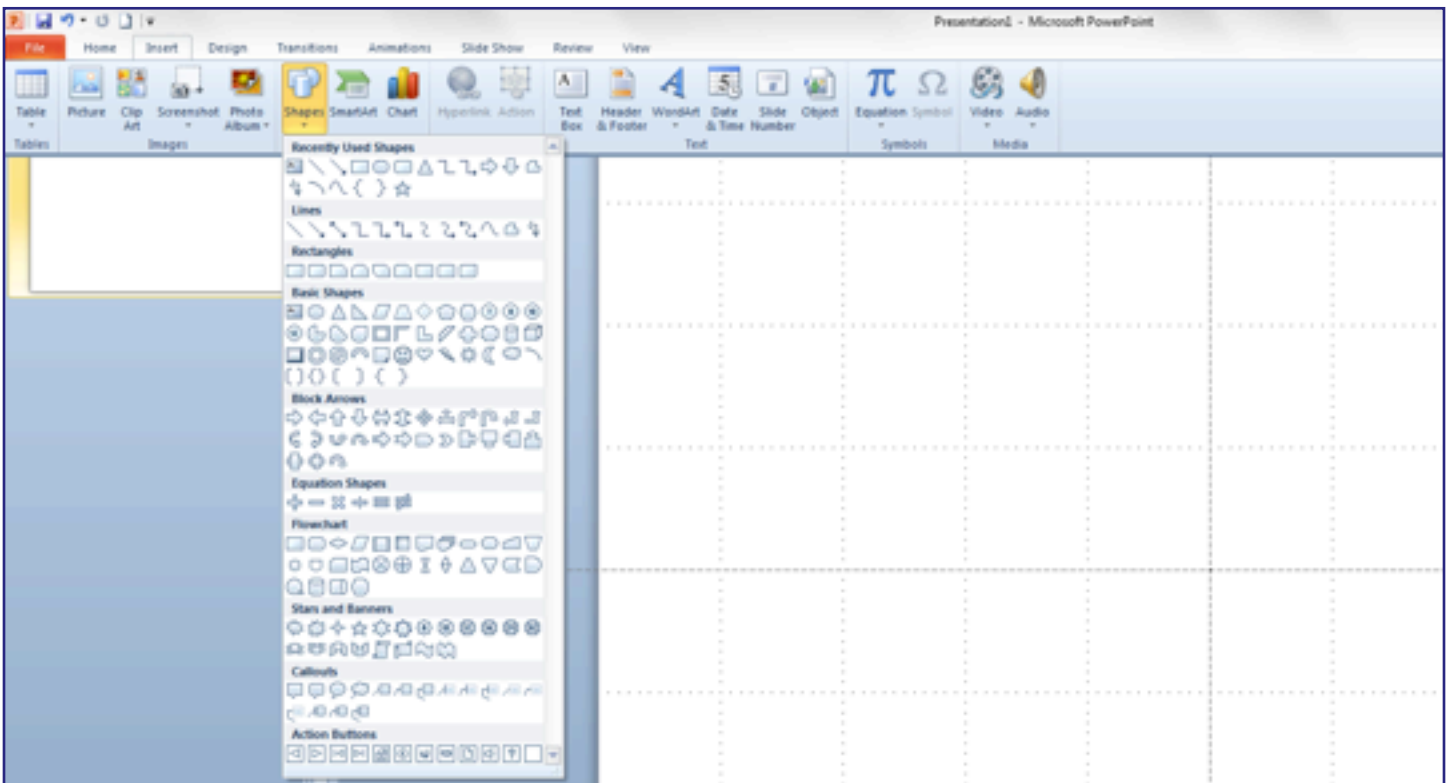 Presentation1 - Microsoft PowerPoint
File Home Insert Design Transitions Animations Slide Show Review View
Table Picture Clip Art Screenshot Photo Album Shapes SmartArt Chart Hyperlink Action Text Box Header & Footer WordArt Date & Time Slide Number Object Equation Symbol Video Audio
Tables Images Text Symbols Media
Recently Used Shapes
Lines
Rectangles
Basic Shapes
Block Arrows
Equation Shapes
Flowchart
Stars and Banners
Callouts
Action Buttons